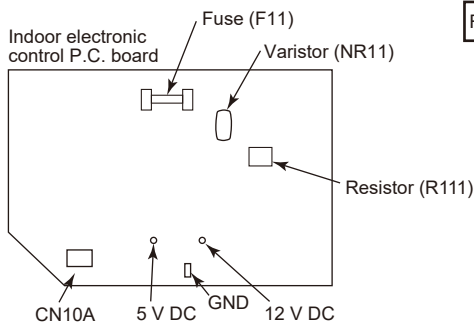 Fuse (F11)
Indoor electronic
control P.C. board
Varistor (NR11)
Resistor (R111)
CN10A
5 V DC
GND
12 V DC